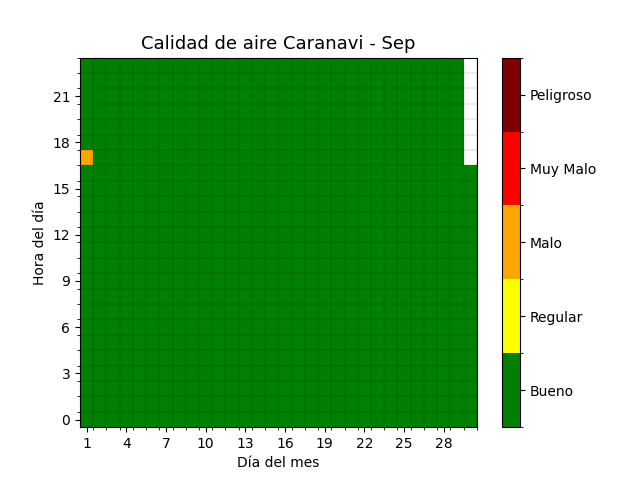 Calidad de aire Caranavi - Sep
Hora del día
21
18
15
12
9
6
3
0
1 4 7 10 13 16 19 22 25 28
Día del mes
Peligroso
Muy Malo
Malo
Regular
Bueno